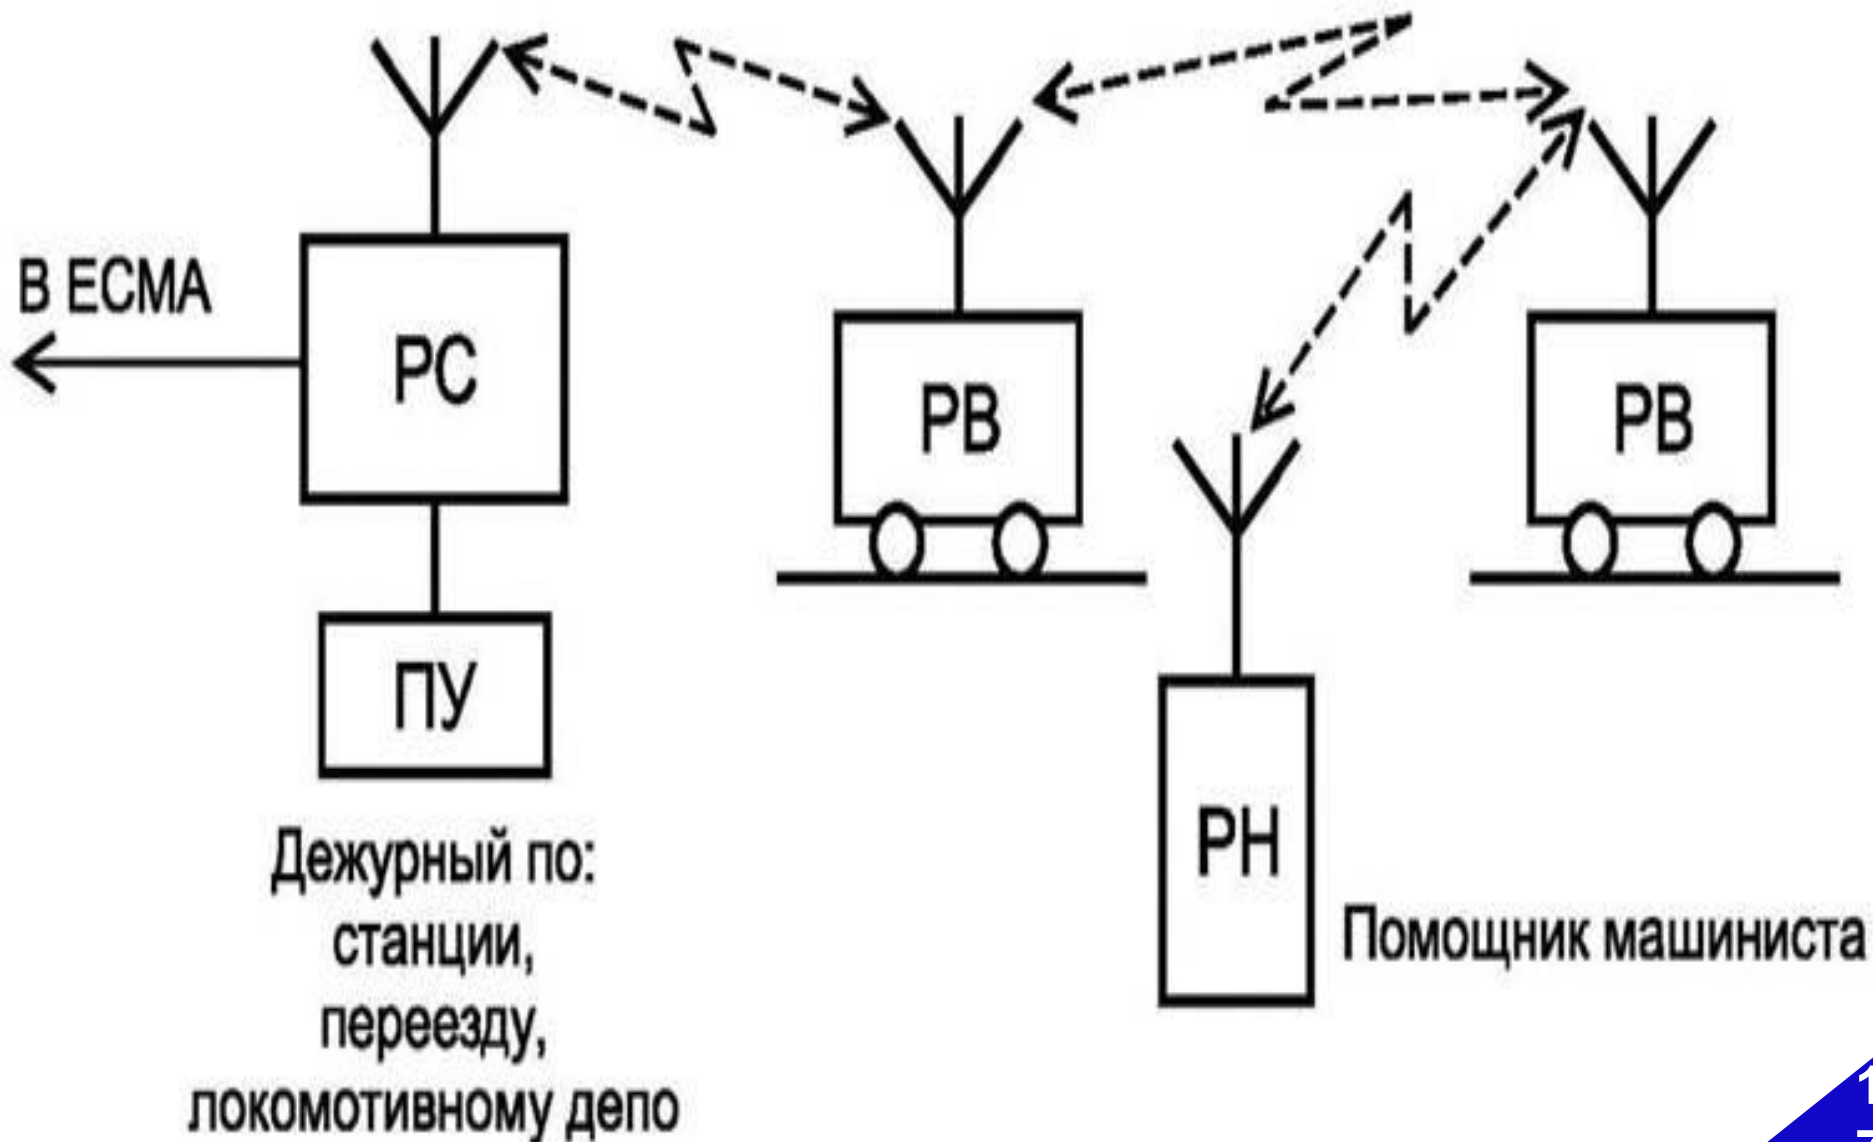 В ЕСМА
РС
РВ
РВ
ПУ
РН
Дежурный по:
станции,
переезду,
локомотивному депо
Помощник машиниста